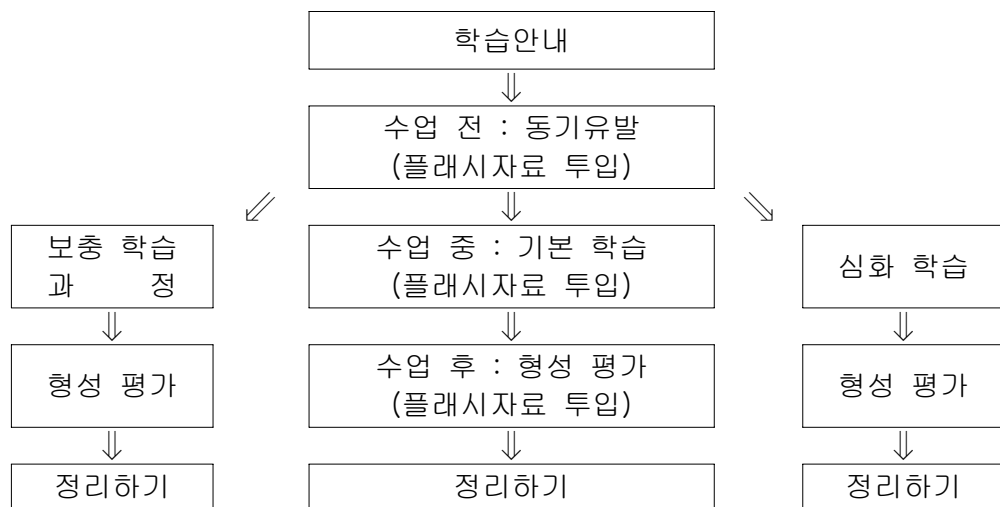 학습안내
⇓
수업 전 : 동기유발
(플래시자료 투입)
⇙ ⇓ ⇘
보충 학습
과 정
수업 중 : 기본 학습
(플래시자료 투입)
심화 학습
⇓ ⇓ ⇓
형성 평가
수업 후 : 형성 평가
(플래시자료 투입)
형성 평가
⇓ ⇓ ⇓
정리하기
정리하기
정리하기